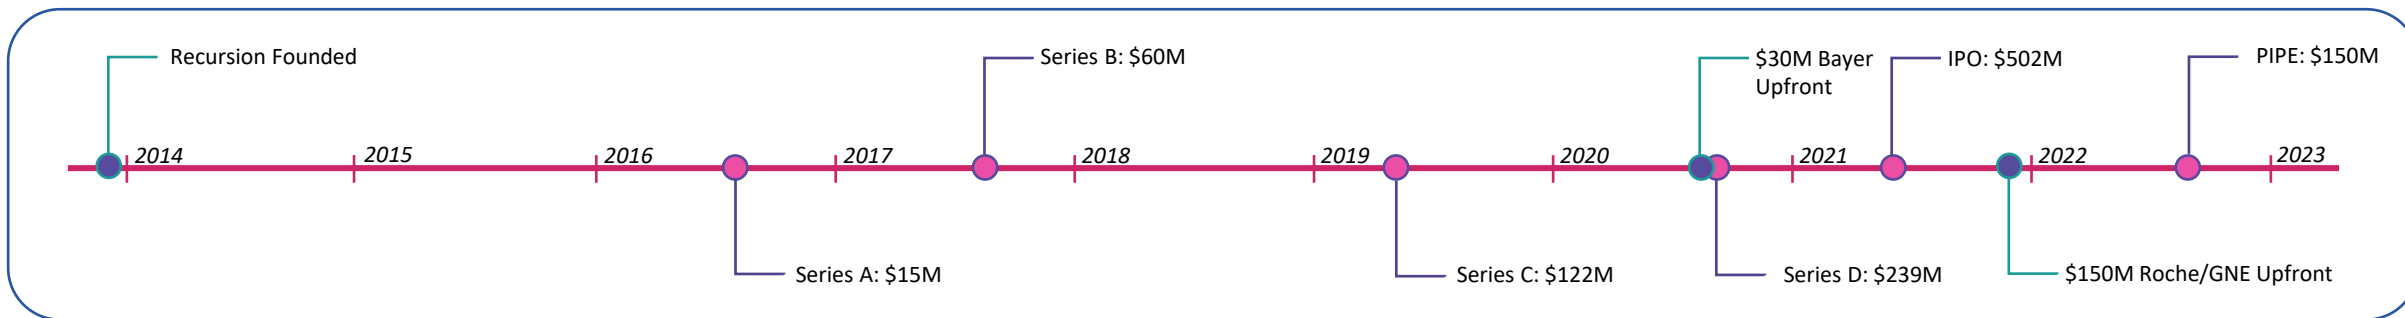 Recursion Founded
Series B: $60M
$30M Bayer
Upfront
IPO: $502M
PIPE: $150M
2014
2015
2016
2017
2018
2019
2020
2021
2022
2023
Series A: $15M
Series C: $122M
Series D: $239M
$150M Roche/GNE Upfront